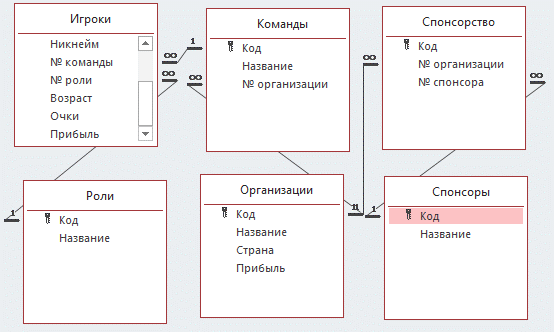 Игроки
Никнейм
№ команды
№ роли
Возраст
Очки
Прибыль
Команды
Код
Название
№ организации
Спонсорство
Код
№ организации
№ спонсора
∞
∞
1
∞
∞
∞
Роли
Код
Название
1
Организации
Код
Название
Страна
Прибыль
1
1
1
Спонсоры
Код
Название